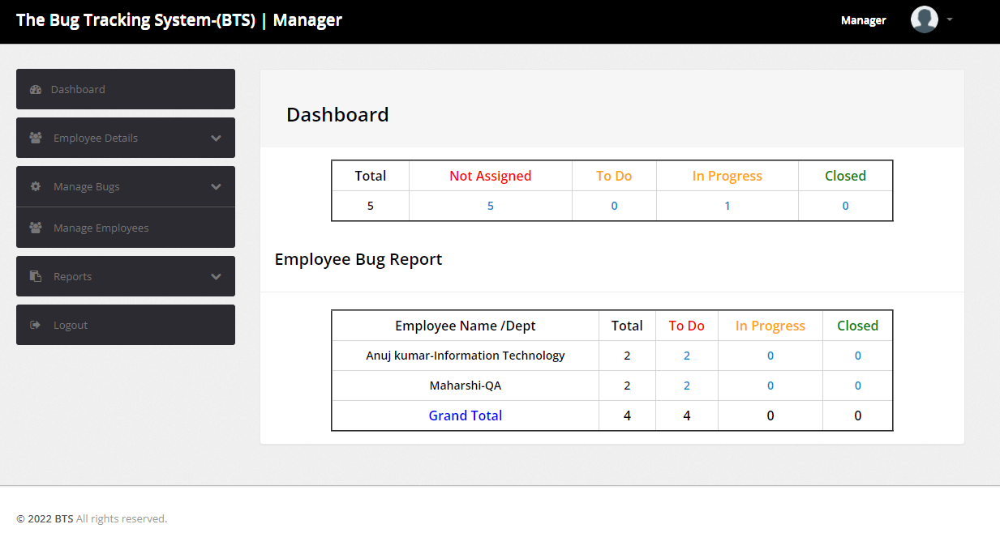 The Bug Tracking System-(BTS) | Manager
Manager
Dashboard
Employee Details
Manage Bugs
Manage Employees
Reports
Logout
Dashboard
Total Not Assigned To Do In Progress Closed
5 5 0 1 0
Employee Bug Report
Employee Name /Dept Total To Do In Progress Closed
Anuj kumar-Information Technology 2 2 0 0
Maharshi-QA 2 2 0 0
Grand Total 4 4 0 0
© 2022 BTS All rights reserved.